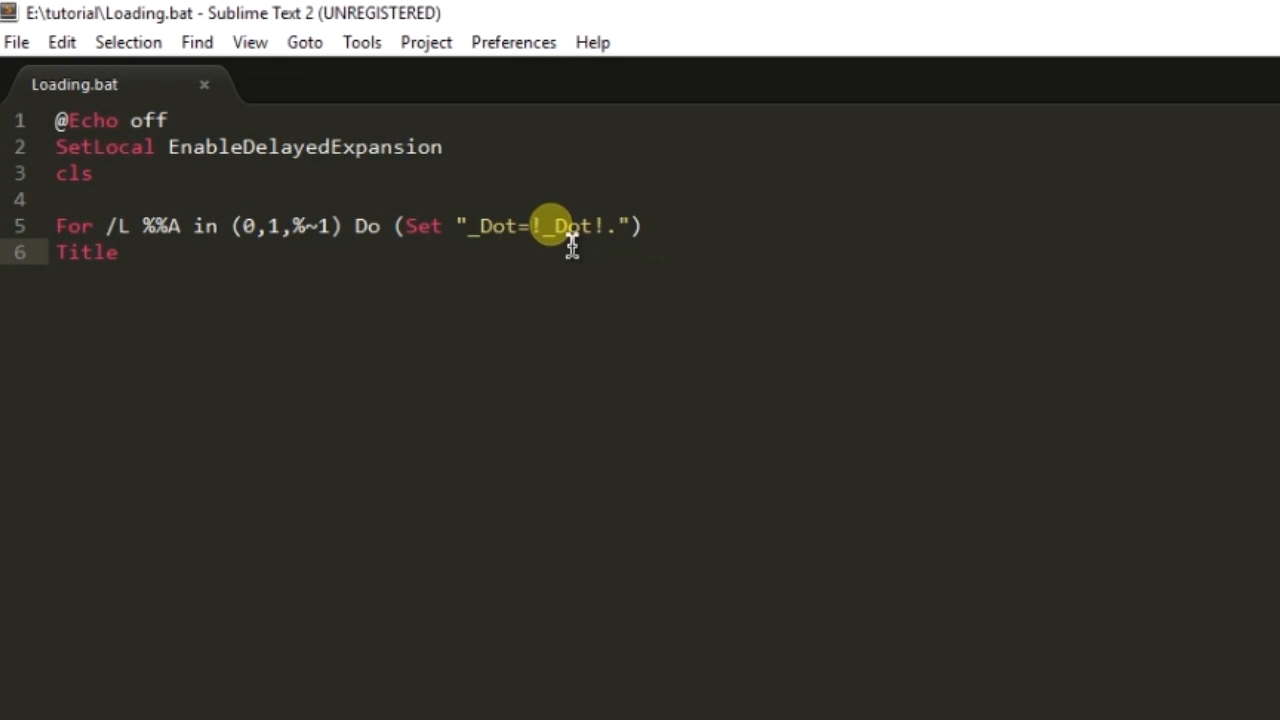 E:\tutorial\Loading.bat - Sublime Text 2 (UNREGISTERED)
File Edit Selection Find View Goto Tools Project Preferences Help
Loading.bat ×
1 @Echo off
2 SetLocal EnableDelayedExpansion
3 cls
4
5 For /L %%A in (0,1,%~1) Do (Set "_Dot=!_Dot!.")
6 Title